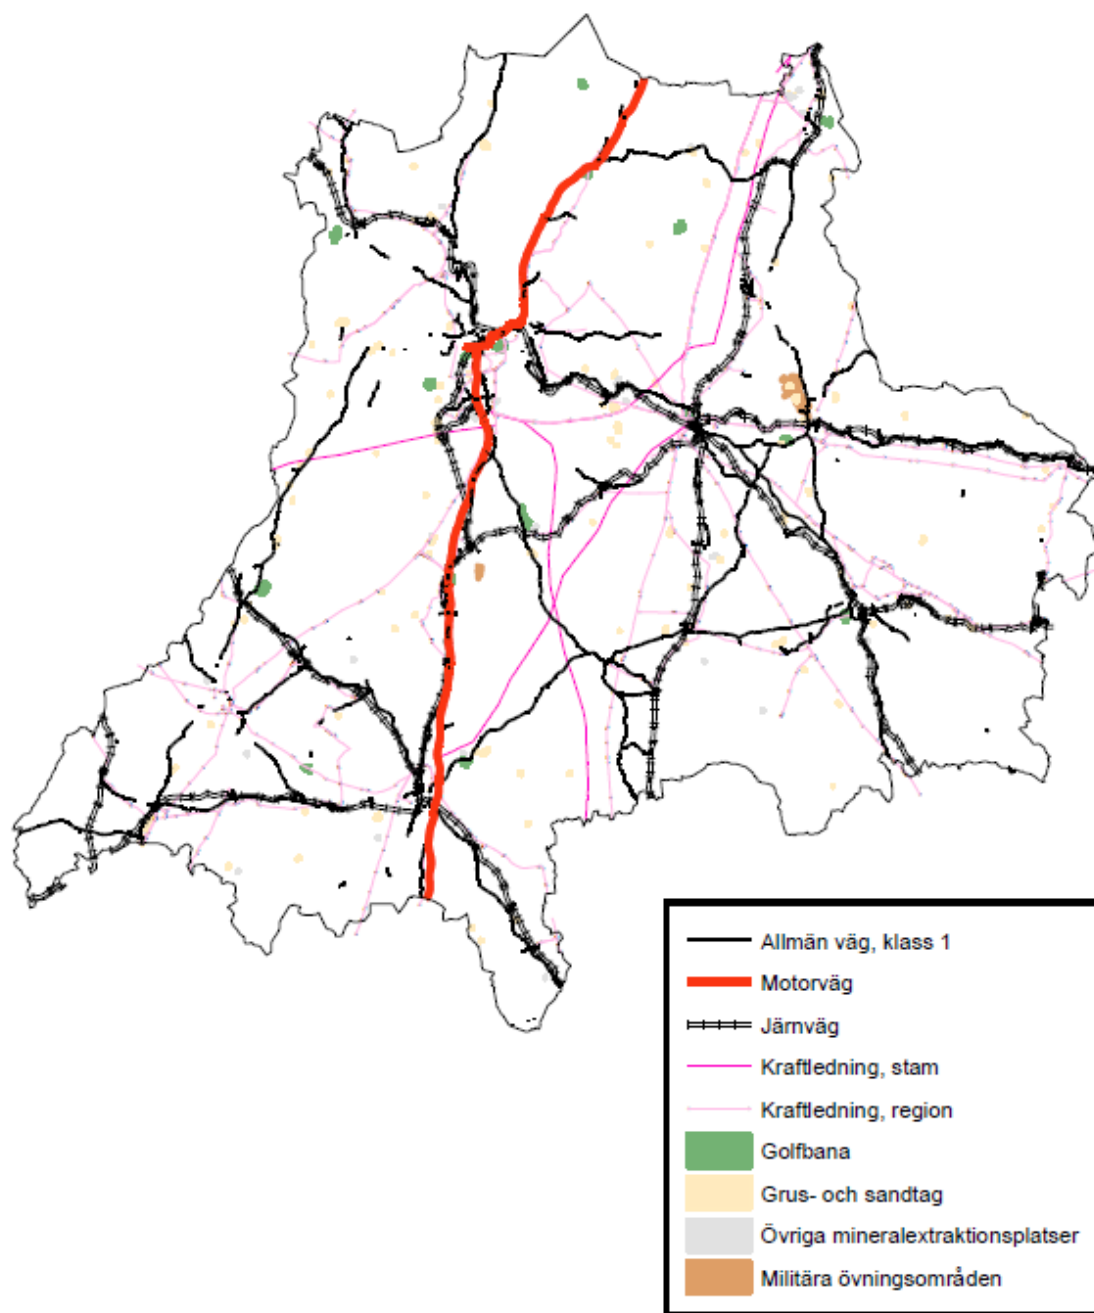 Allmän väg, klass 1
Motorväg
Järnväg
Kraftledning, stam
Kraftledning, region
Golfbana
Grus- och sandtag
Övriga mineralextraktionsplatser
Militära övningsområden